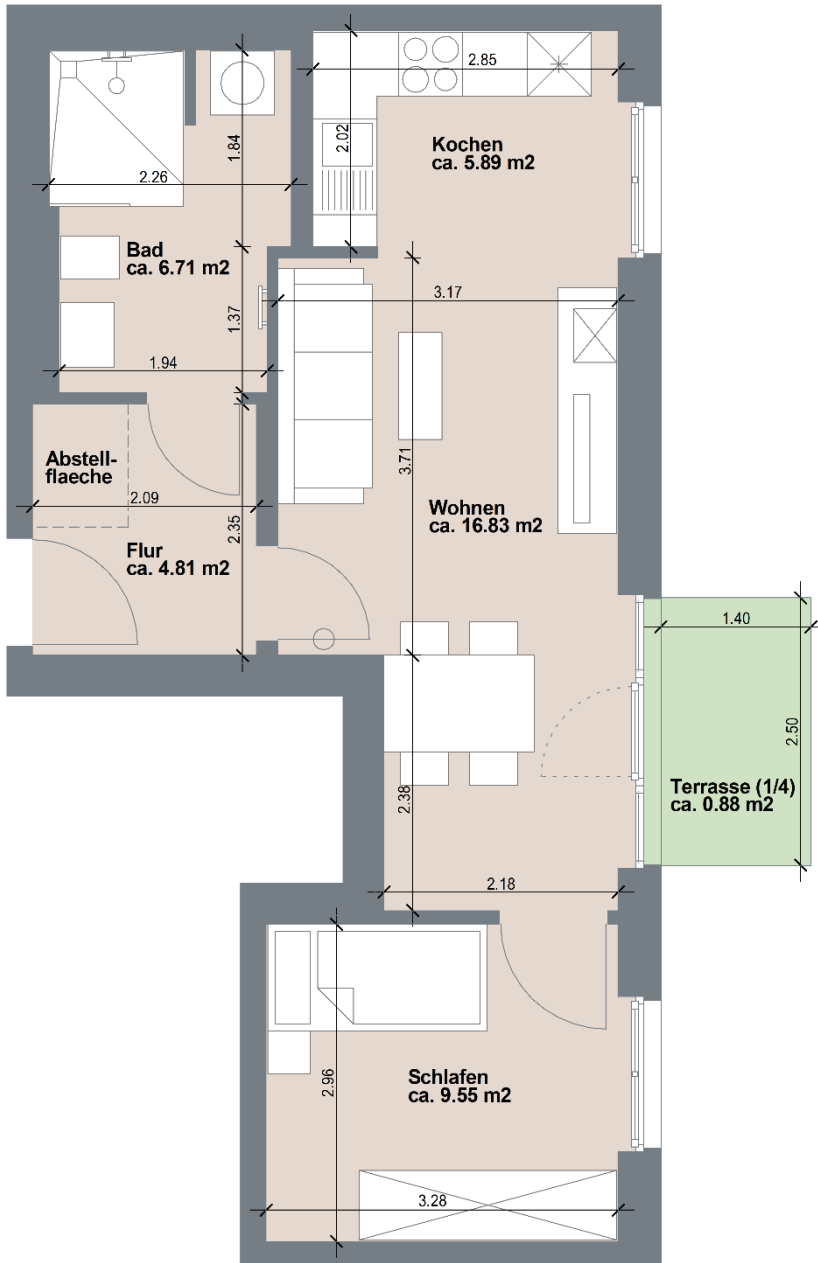 2.85
2.02
1.84
Kochen
ca. 5.89 m2
2.26
Bad
ca. 6.71 m2
3.17
1.37
1.94
3.71
Abstell-
flaeche
2.09
2.35
Wohnen
ca. 16.83 m2
Flur
ca. 4.81 m2
1.40
2.50
Terrasse (1/4)
ca. 0.88 m2
2.38
2.18
2.96
Schlafen
ca. 9.55 m2
3.28